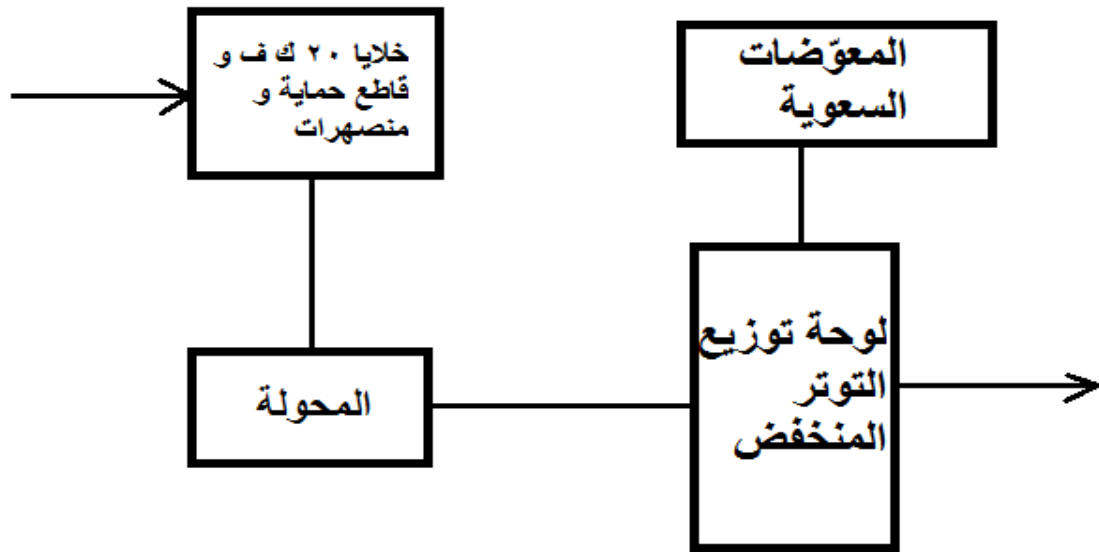 خلايا ٢٠ ك ف و
قاطع حماية و
منصهرات
المعوّضات
السعوية
لوحة توزيع
التوتر
المنخفض
المحولة